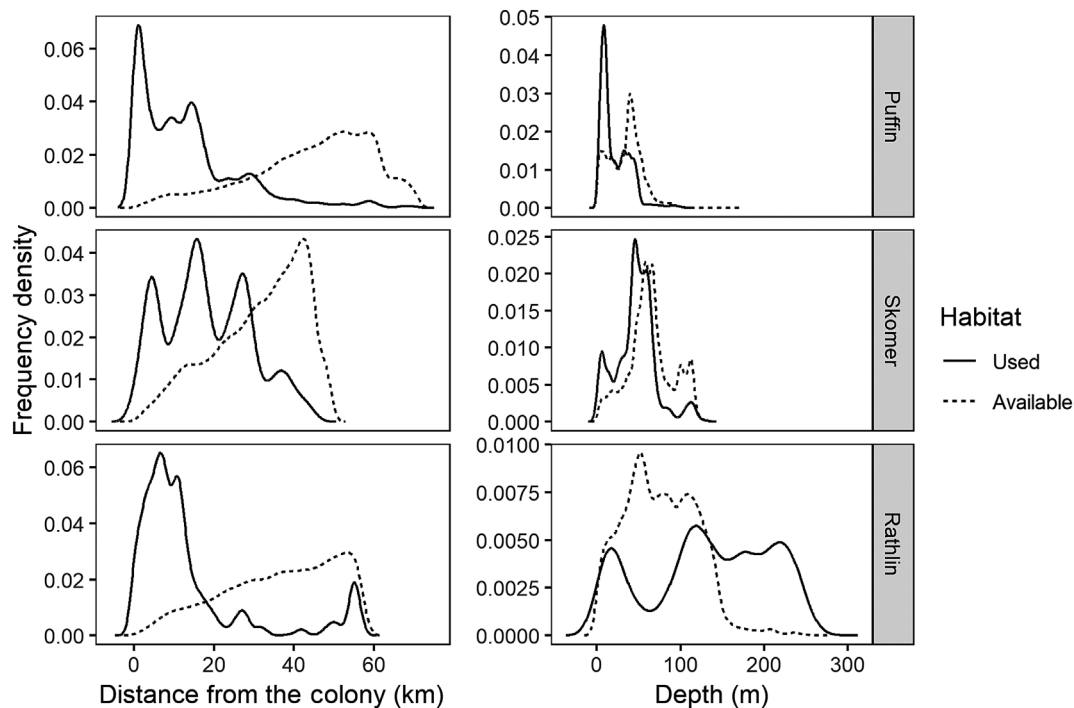 0.06
0.04
0.02
0.00
0.05
0.04
0.03
0.02
0.01
0.00
Puffin
0.04
0.03
0.02
0.01
0.00
0.025
0.020
0.015
0.010
0.005
0.000
Skomer
0.06
0.04
0.02
0.00
0.0100
0.0075
0.0050
0.0025
0.0000
Rathlin
Frequency density
0 20 40 60
0 100 200 300
Distance from the colony (km)
Depth (m)
Habitat
Used
Available